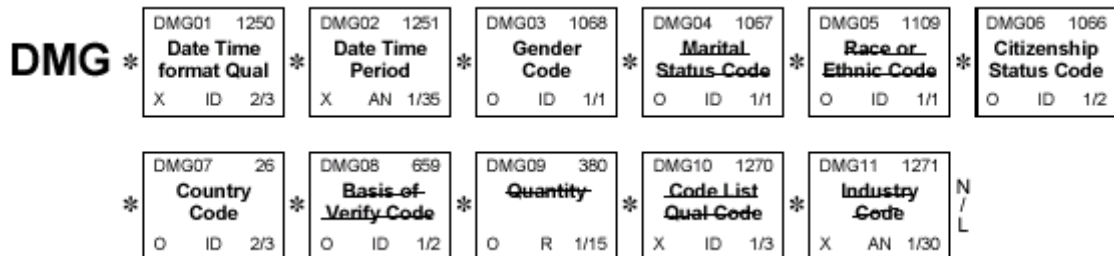 DMG01 1250 DMG02 1251 DMG03 1068 DMG04 1067 DMG05 1109 DMG06 1066
DMG * Date Time * Date Time * Gender * Marital * Race or * Citizenship
format Qual Period Code Status Code Ethnic Code Status Code
X ID 2/3 X AN 1/35 O ID 1/1 O ID 1/1 O ID 1/1 O ID 1/2
DMG07 26 DMG08 659 DMG09 380 DMG10 1270 DMG11 1271
* Country * Basis of * Quantity * Code List * Industry N
Code Verify Code Qual Code Code /
O ID 2/3 O ID 1/2 O R 1/15 X ID 1/3 X AN 1/30 L